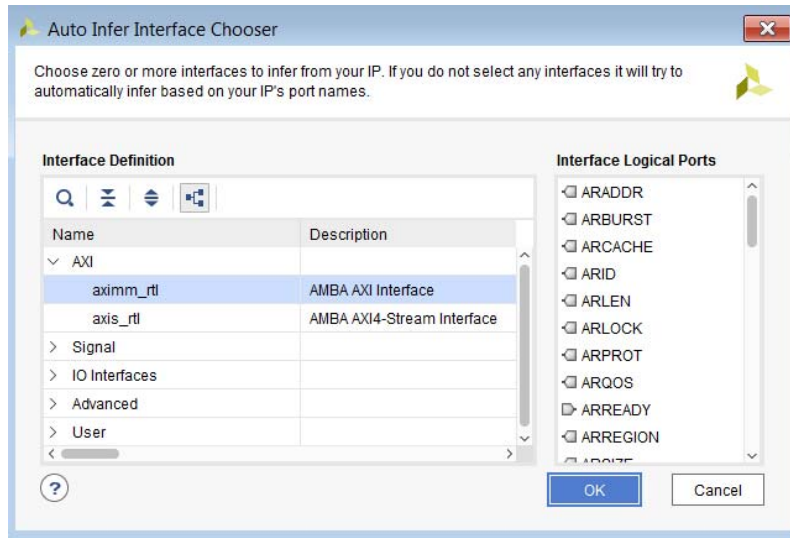 Auto Infer Interface Chooser
Choose zero or more interfaces to infer from your IP. If you do not select any interfaces it will try to
automatically infer based on your IP's port names.
Interface Definition
Name Description
AXI
aximm_rtl AMBA AXI Interface
axis_rtl AMBA AXI4-Stream Interface
Signal
IO Interfaces
Advanced
User
Interface Logical Ports
ARADDR
ARBURST
ARCACHE
ARID
ARLEN
ARLOCK
ARPROT
ARQOS
ARREADY
ARREGION
?
OK Cancel